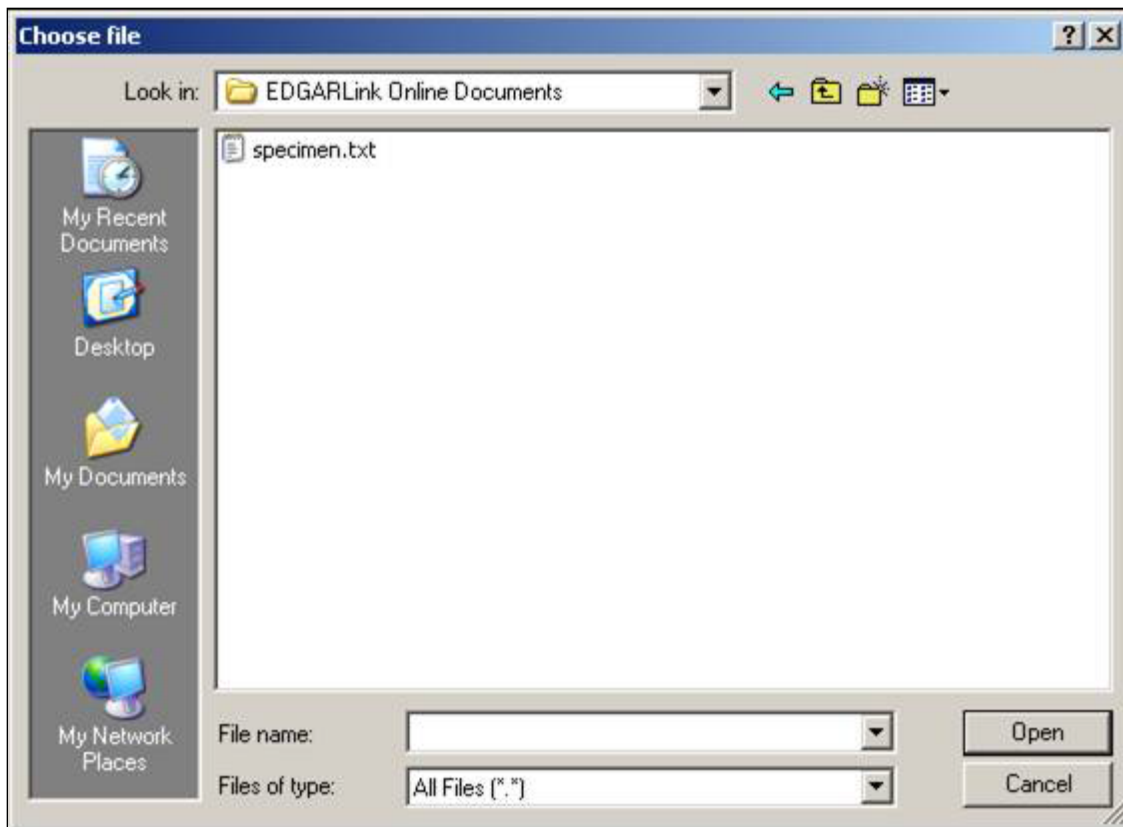 Choose file
Look in: EDGARLink Online Documents
specimen.txt
My Recent
Documents
Desktop
My Documents
My Computer
My Network
Places
File name:
Open
Files of type: All Files (*.*)
Cancel